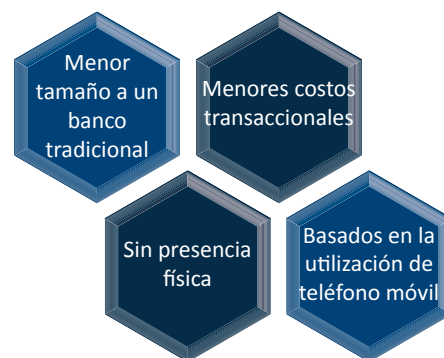 Menor
tamaño a un
banco
tradicional
Menores costos
transaccionales
Sin presencia
física
Basados en la
utilización de
teléfono móvil